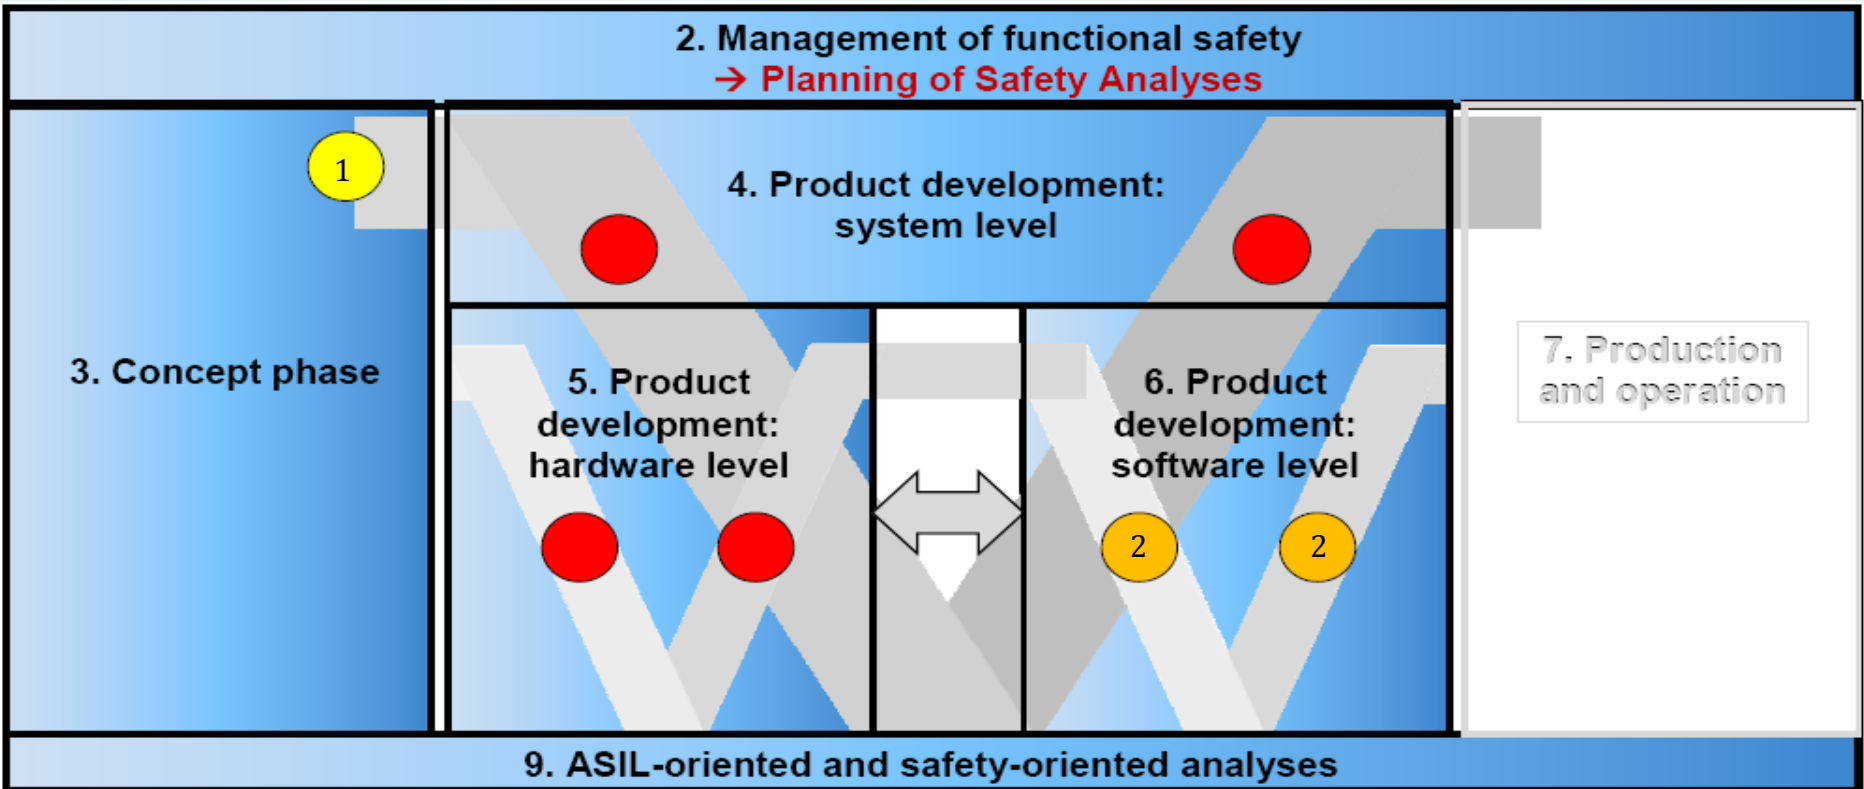 2. Management of functional safety
→ Planning of Safety Analyses
1
4. Product development:
system level
3. Concept phase
5. Product
development:
hardware level
6. Product
development:
software level
7. Production
and operation
2
2
9. ASIL-oriented and safety-oriented analyses